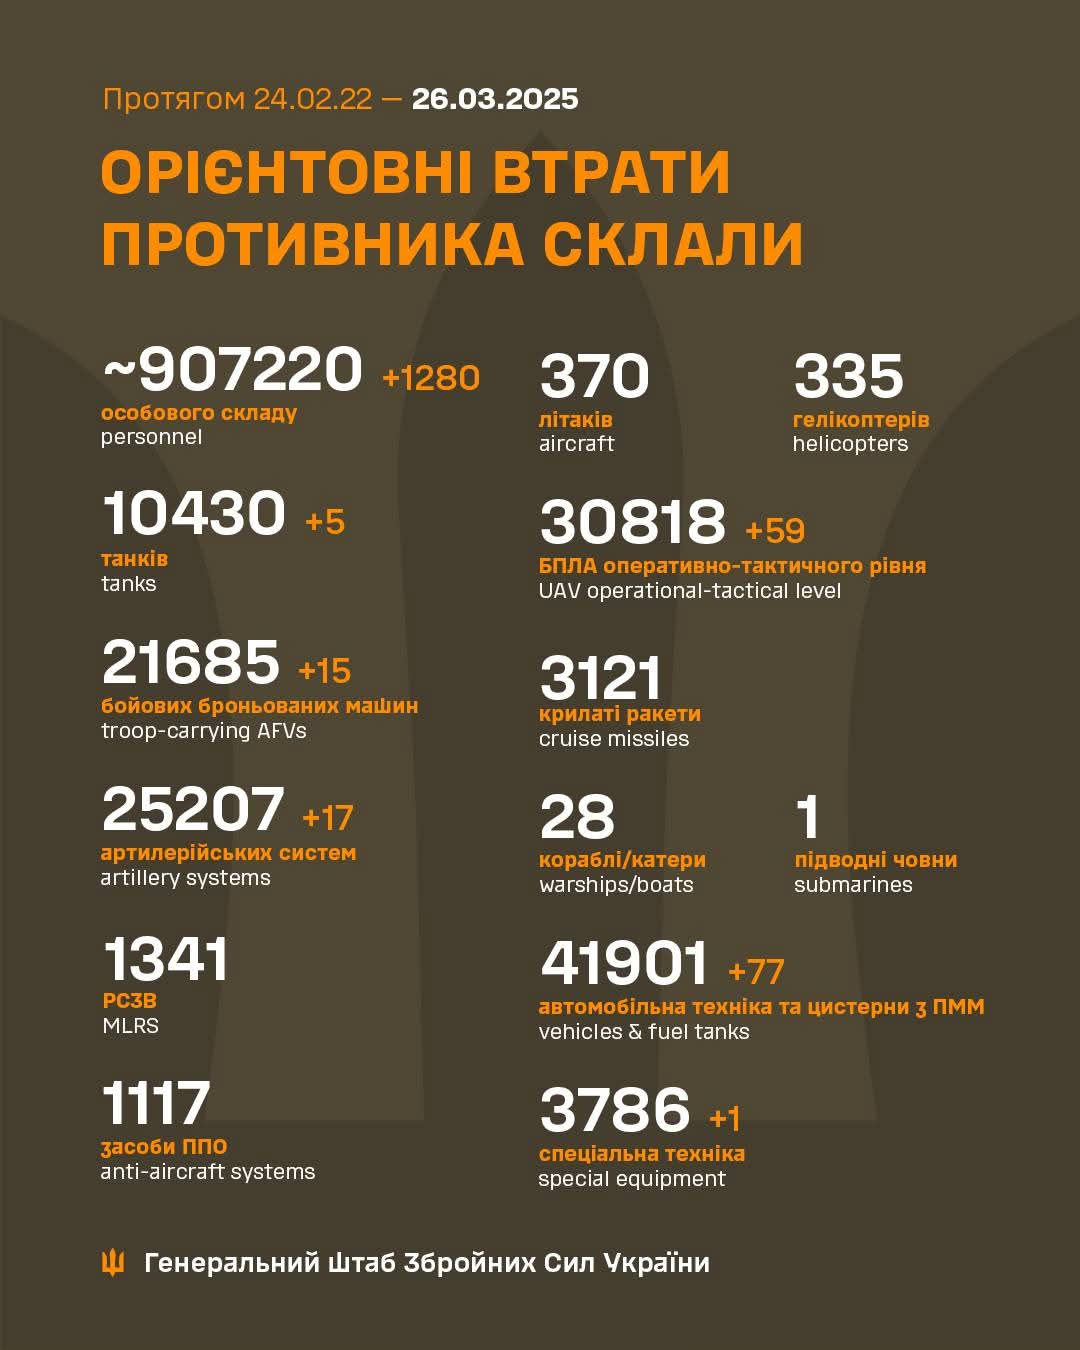 Протягом 24.02.22 — 26.03.2025
ОРІЄНТОВНІ ВТРАТИ
ПРОТИВНИКА СКЛАЛИ
~907220 +1280
особового складу
personnel
10430 +5
танків
tanks
21685 +15
бойових броньованих машин
troop-carrying AFVs
25207 +17
артилерійських систем
artillery systems
1341
РСЗВ
MLRS
1117
засоби ППО
anti-aircraft systems
370
літаків
aircraft
335
гелікоптерів
helicopters
30818 +59
БПЛА оперативно-тактичного рівня
UAV operational-tactical level
3121
крилаті ракети
cruise missiles
28
кораблі/катери
warships/boats
1
підводні човни
submarines
41901 +77
автомобільна техніка та цистерни з ПММ
vehicles & fuel tanks
3786 +1
спеціальна техніка
special equipment
Генеральний штаб Збройних Сил України